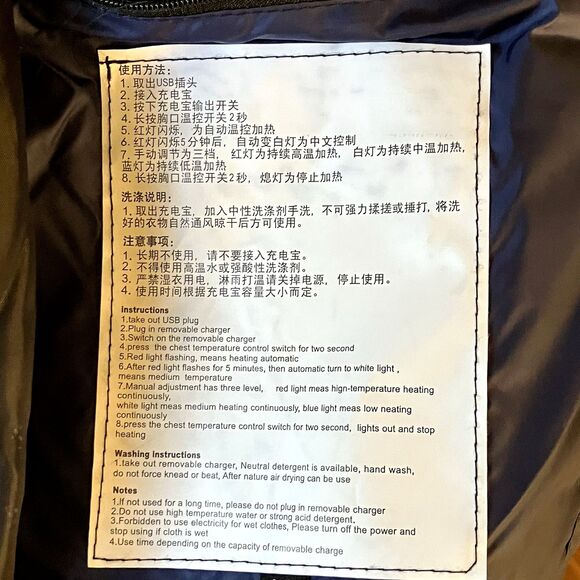 使用方法：
1. 取出USB插头
2. 接入充电宝
3. 按下充电宝输出开关
4. 长按胸口温控开关2秒
5. 红灯闪烁，为自动温控加热
6. 红灯闪烁5分钟后，自动变白灯为中文控制
7. 手动调节为三档，红灯为持续高温加热，白灯为持续中温加热，
蓝灯为持续低温加热
8. 长按胸口温控开关2秒，熄灯为停止加热
洗涤说明：
1. 取出充电宝，加入中性洗涤剂手洗，不可强力揉搓或捶打，将洗
好的衣物自然通风晾干后方可使用。
注意事项：
1. 长期不使用，请不要接入充电宝。
2. 不得使用高温水或强酸性洗涤剂。
3. 严禁湿衣用电，淋雨打温请关掉电源，停止使用。
4. 使用时间根据充电宝容量大小而定。
Instructions
1.take out USB plug
2.Plug in removable charger
3.Switch on the removable charger
4.press the chest temperature control switch for two second
5.Red light flashing, means heating automatic
6.After red light flashes for 5 minutes, then automatic turn to white light ,
means medium temperature
7.Manual adjustment has three level, red light meas hign-temperature heating
continuously,
white light meas medium heating continuously, blue light meas low neating
continuously
8.press the chest temperature control switch for two second, lights out and stop
heating
Washing instructions
1.take out removable charger, Neutral detergent is available, hand wash,
do not force knead or beat, After nature air drying can be use
Notes
1.If not used for a long time, please do not plug in removable charger
2.Do not use high temperature water or strong acid detergent.
3.Forbidden to use electricity for wet clothes, Please turn off the power and
stop using if cloth is wet
4.Use time depending on the capacity of removable charge